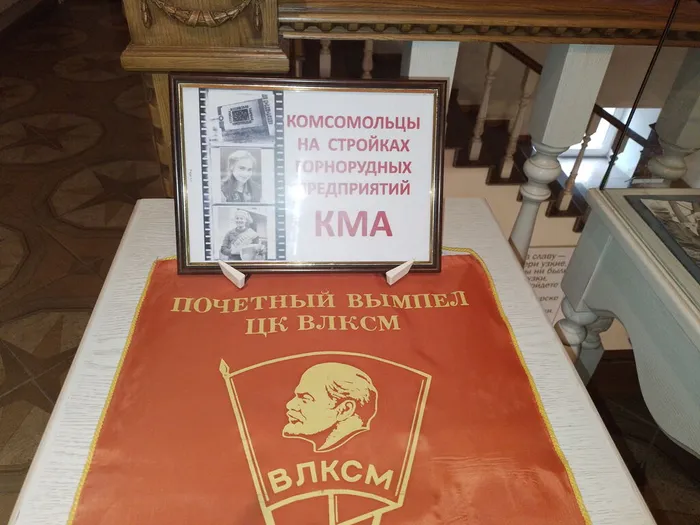 КОМСОМОЛЬЦЫ
НА СТРОЙКАХ
ГОРНОРУДНЫХ
ПРЕДПРИЯТИЙ
КМА
ПОЧЕТНЫЙ ВЫМПЕЛ
ЦК ВЛКСМ
ВЛКСМ